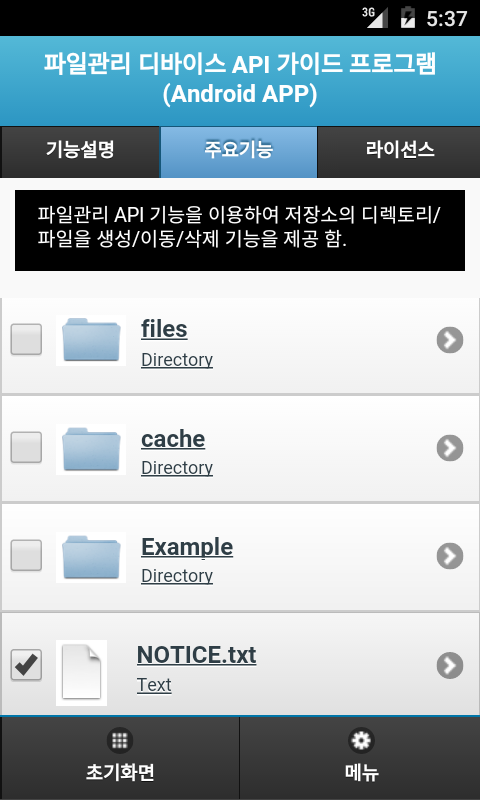 3G 5:37
파일관리 디바이스 API 가이드 프로그램
(Android APP)
기능설명 주요기능 라이선스
파일관리 API 기능을 이용하여 저장소의 디렉토리/
파일을 생성/이동/삭제 기능을 제공 함.
files
Directory
cache
Directory
Example
Directory
NOTICE.txt
Text
초기화면 메뉴